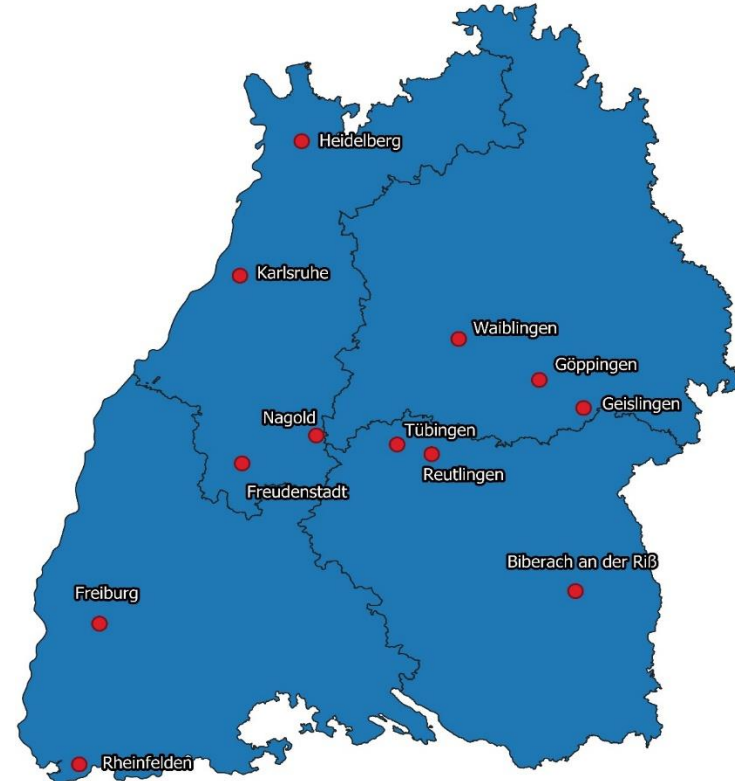 Heidelberg
Karlsruhe
Waiblingen
Göppingen
Geislingen
Nagold
Tübingen
Reutlingen
Freudenstadt
Biberach an der Riß
Freiburg
Rheinfelden